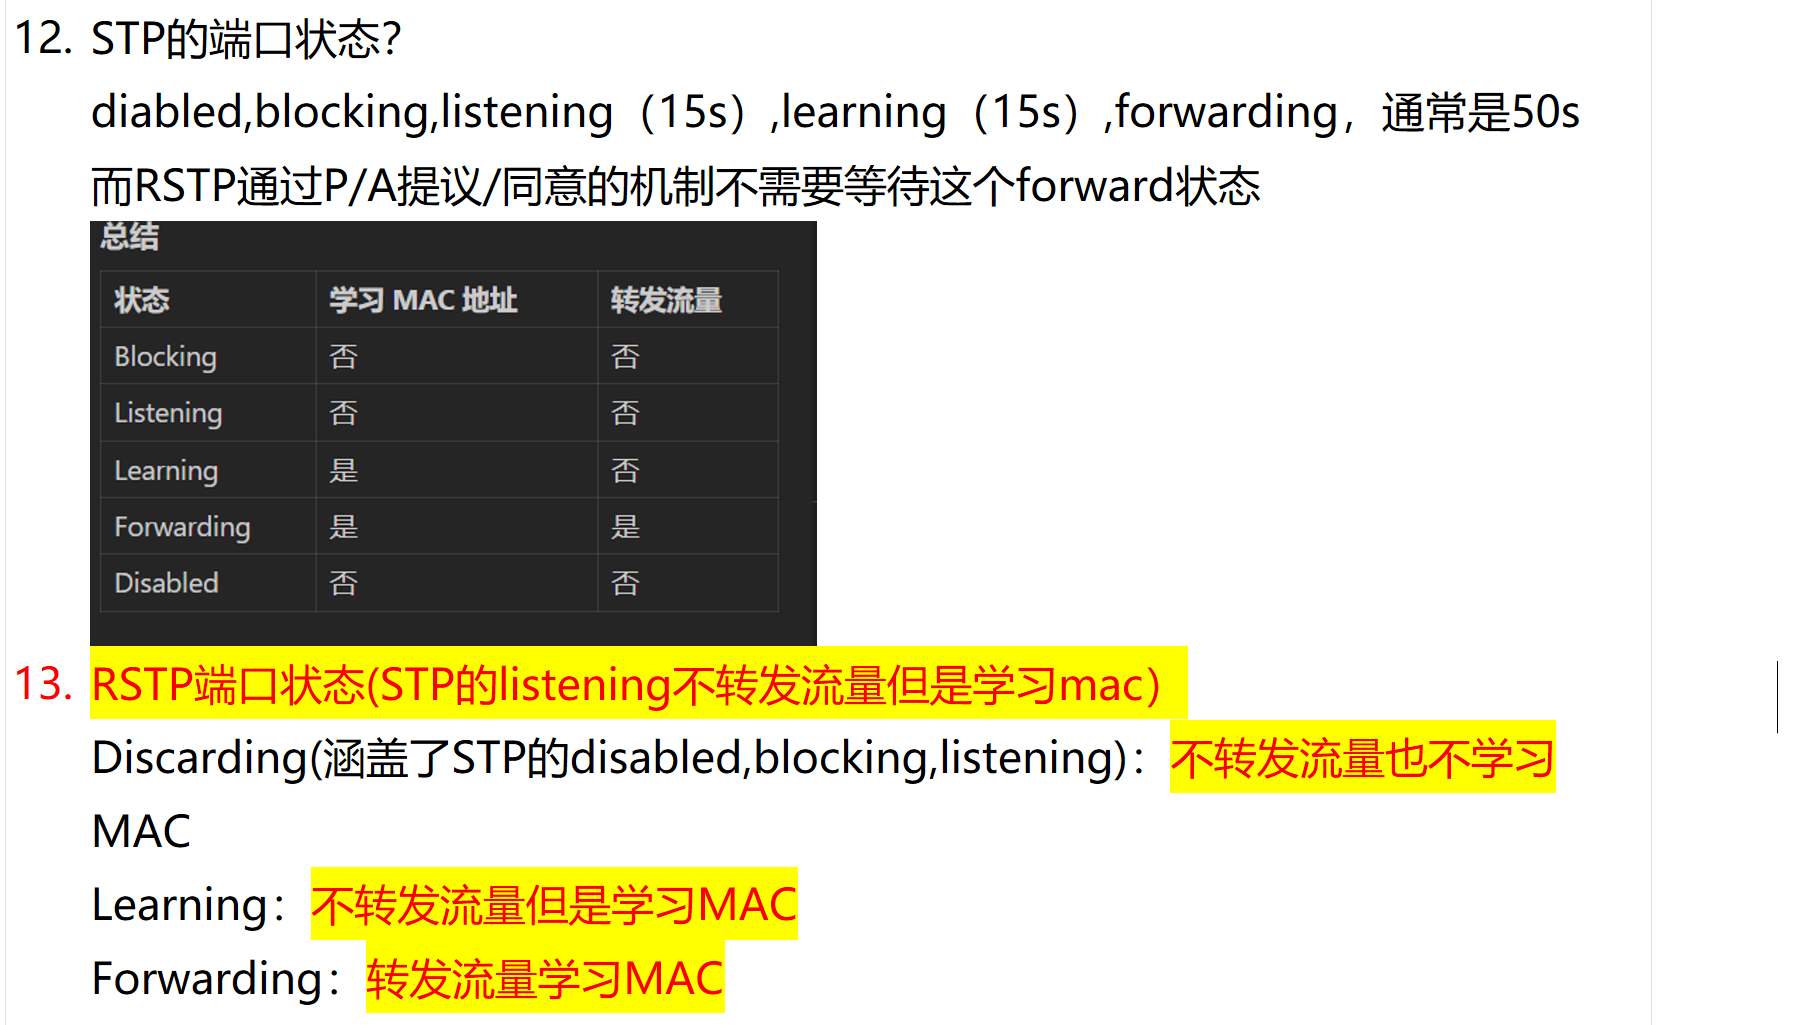 12. STP的端口状态?
diabled,blocking,listening（15s）,learning（15s）,forwarding，通常是50s
而RSTP通过P/A提议/同意的机制不需要等待这个forward状态
总结
状态 学习 MAC 地址 转发流量
Blocking 否 否
Listening 否 否
Learning 是 否
Forwarding 是 是
Disabled 否 否
13. RSTP端口状态(STP的listening不转发流量但是学习mac）
Discarding(涵盖了STP的disabled,blocking,listening)：不转发流量也不学习
MAC
Learning：不转发流量但是学习MAC
Forwarding：转发流量学习MAC